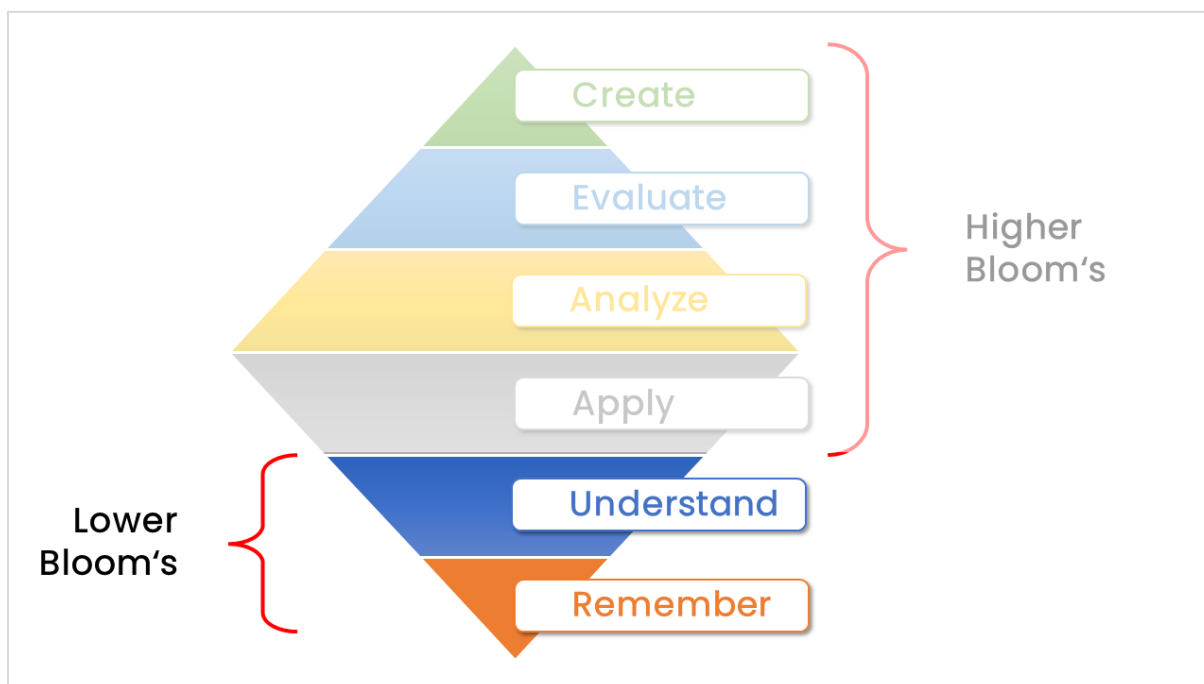 Create
Evaluate
Higher
Bloom‘s
Analyze
Apply
Understand
Lower
Bloom‘s
Remember